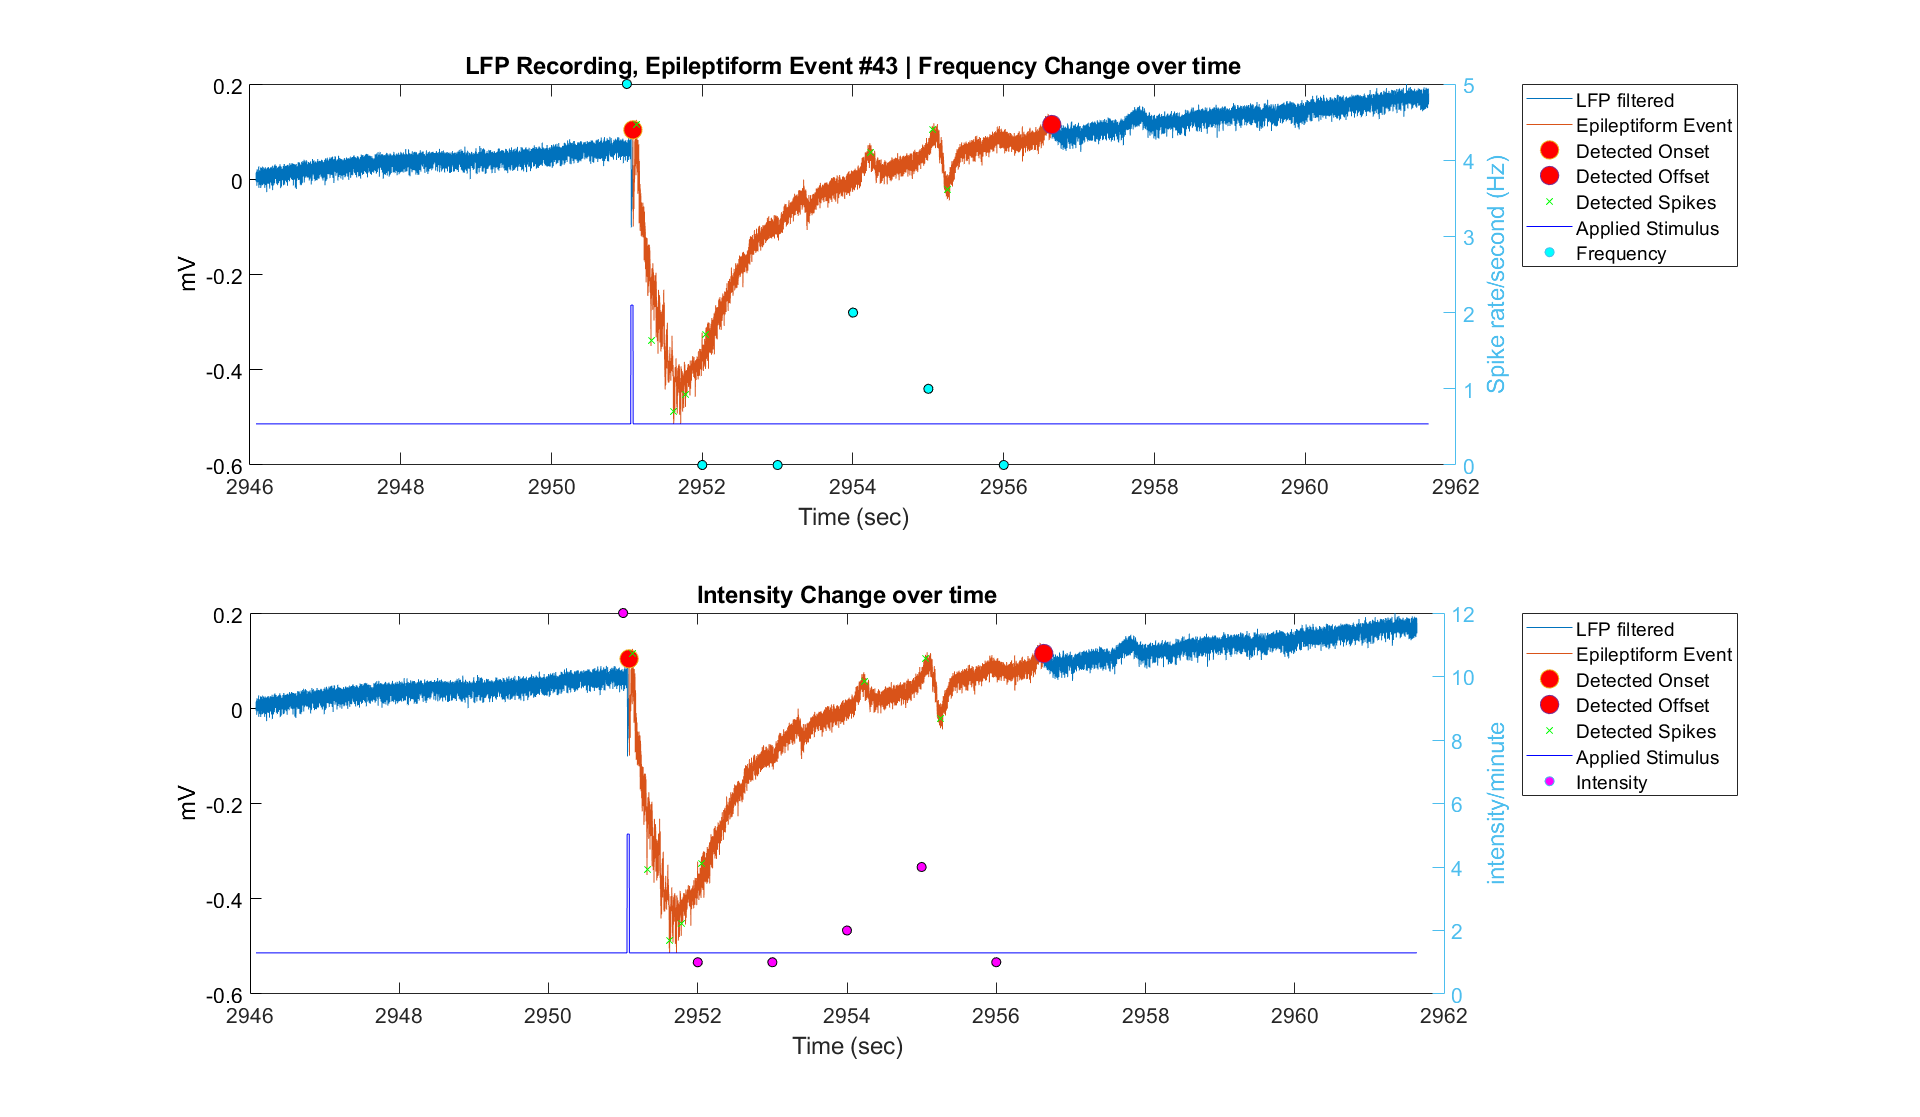 LFP Recording, Epileptiform Event #43 | Frequency Change over time
0.2
0
-0.2
-0.4
-0.6
mV
2946 2948 2950 2952 2954 2956 2958 2960 2962
Time (sec)
5
4
3
2
1
0
Spike rate/second (Hz)
LFP filtered
Epileptiform Event
Detected Onset
Detected Offset
Detected Spikes
Applied Stimulus
Frequency
Intensity Change over time
0.2
0
-0.2
-0.4
-0.6
mV
2946 2948 2950 2952 2954 2956 2958 2960 2962
Time (sec)
12
10
8
6
4
2
0
intensity/minute
LFP filtered
Epileptiform Event
Detected Onset
Detected Offset
Detected Spikes
Applied Stimulus
Intensity